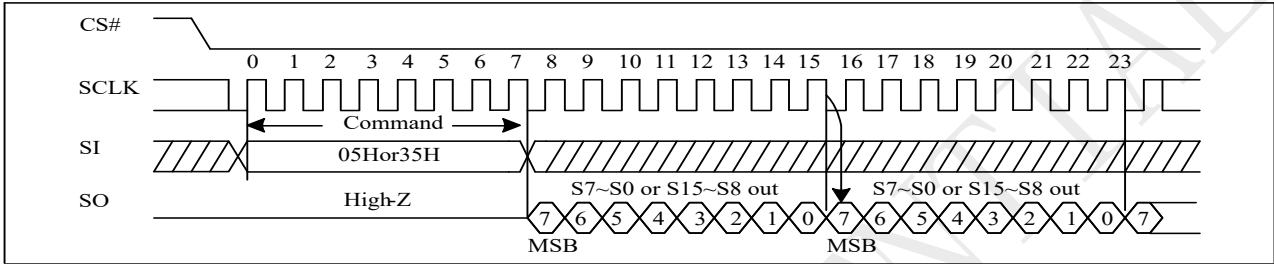 CS#
0 1 2 3 4 5 6 7 8 9 10 11 12 13 14 15 16 17 18 19 20 21 22 23
SCLK
Command
SI
05Hor35H
S7~S0 or S15~S8 out S7~S0 or S15~S8 out
SO
High-Z
7 6 5 4 3 2 1 0 7 6 5 4 3 2 1 0 7
MSB MSB